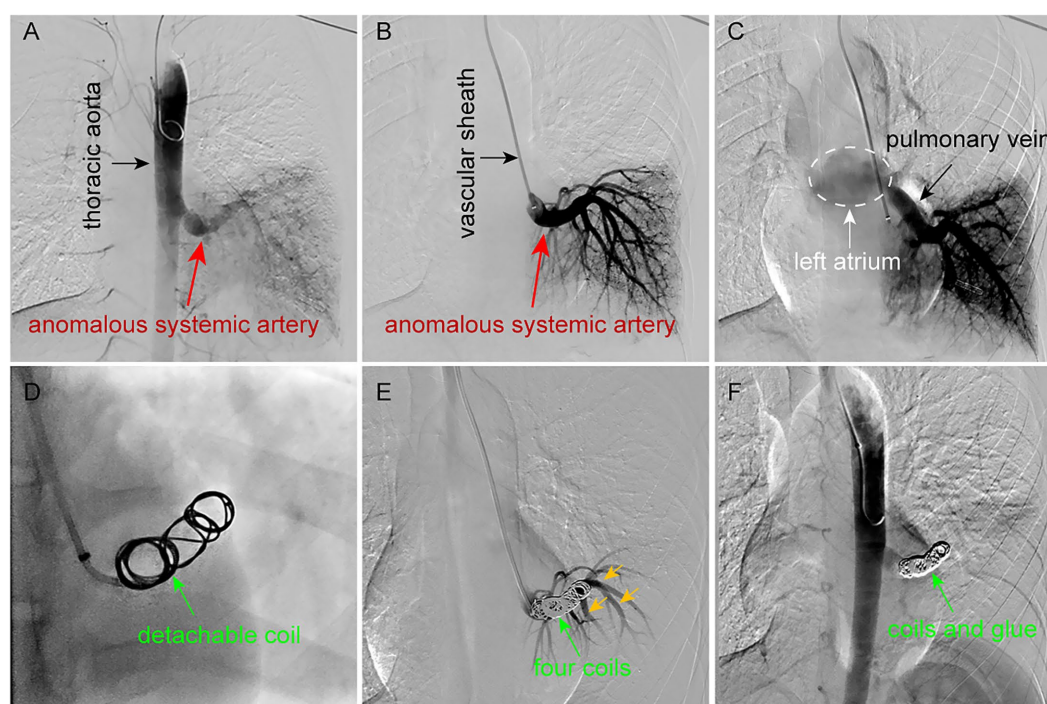 A
thoracic aorta
anomalous systemic artery
B
vascular sheath
anomalous systemic artery
C
pulmonary vein
left atrium
D
detachable coil
E
four coils
F
coils and glue